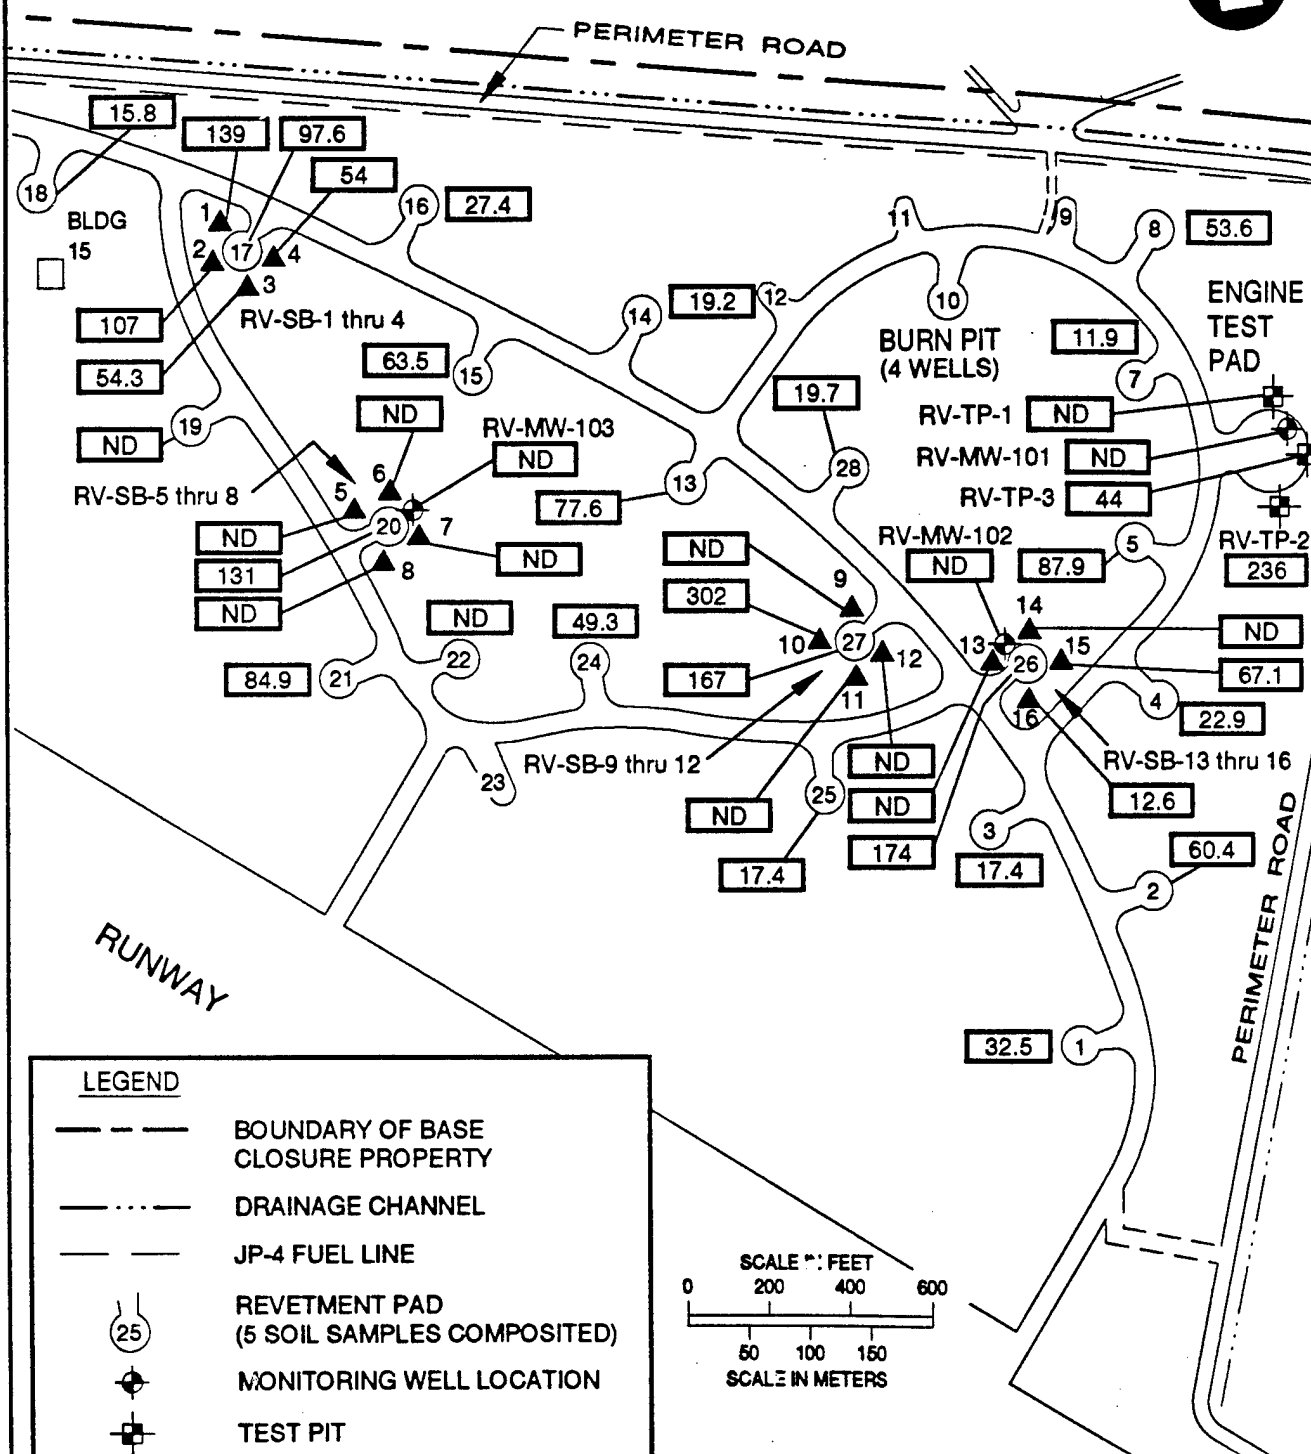 PERIMETER ROAD
15.8
139
97.6
54
18
16
27.4
BLDG
15
1
2
17
4
3
RV-SB-1 thru 4
107
54.3
19
ND
11
9
8
53.6
10
12
19.2
14
BURN PIT
(4 WELLS)
ENGINE
TEST
PAD
11.9
7
63.5
15
ND
RV-MW-103
ND
19.7
28
RV-TP-1
ND
RV-MW-101
ND
RV-TP-3
44
RV-TP-2
236
13
77.6
RV-SB-5 thru 8
5
6
20
7
8
ND
131
ND
ND
RV-MW-102
ND
87.9
5
ND
302
167
9
10
27
12
11
14
13
26
15
16
ND
67.1
4
22.9
ND
22
49.3
24
84.9
21
23
RV-SB-9 thru 12
RV-SB-13 thru 16
ND
25
17.4
ND
ND
174
12.6
3
17.4
60.4
2
PERIMETER ROAD
RUNWAY
32.5
1
LEGEND
BOUNDARY OF BASE
CLOSURE PROPERTY
DRAINAGE CHANNEL
JP-4 FUEL LINE
25
REVETMENT PAD
(5 SOIL SAMPLES COMPOSITED)
MONITORING WELL LOCATION
TEST PIT
SCALE FEET
0 200 400 600
50 100 150
SCALE IN METERS